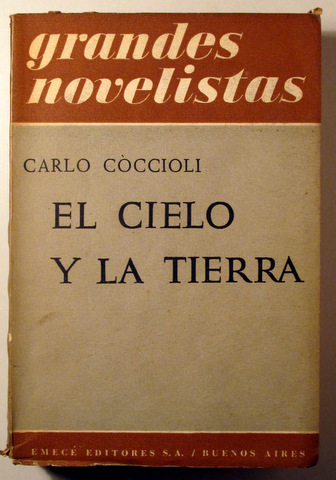 grandes
novelistas
CARLO CÒCCIOLI
EL CIELO
Y LA TIERRA
EMECÉ EDITORES S.A. / BUENOS AIRES